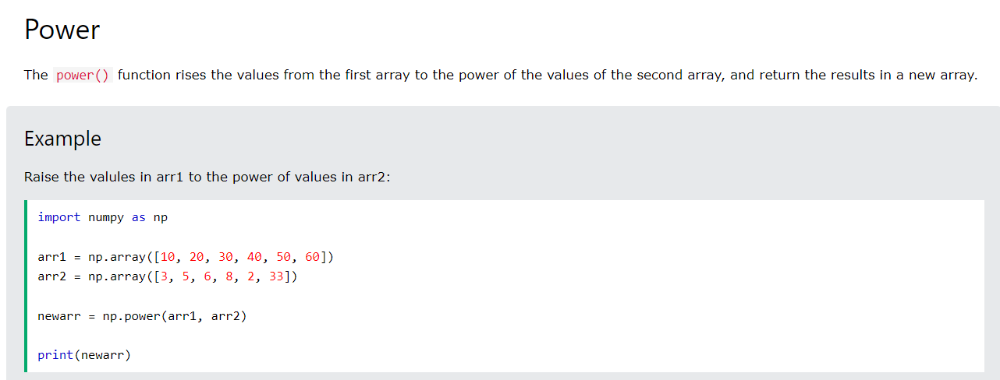 Power
The power() function rises the values from the first array to the power of the values of the second array, and return the results in a new array.
Example
Raise the valules in arr1 to the power of values in arr2:
import numpy as np
arr1 = np.array([10, 20, 30, 40, 50, 60])
arr2 = np.array([3, 5, 6, 8, 2, 33])
newarr = np.power(arr1, arr2)
print(newarr)